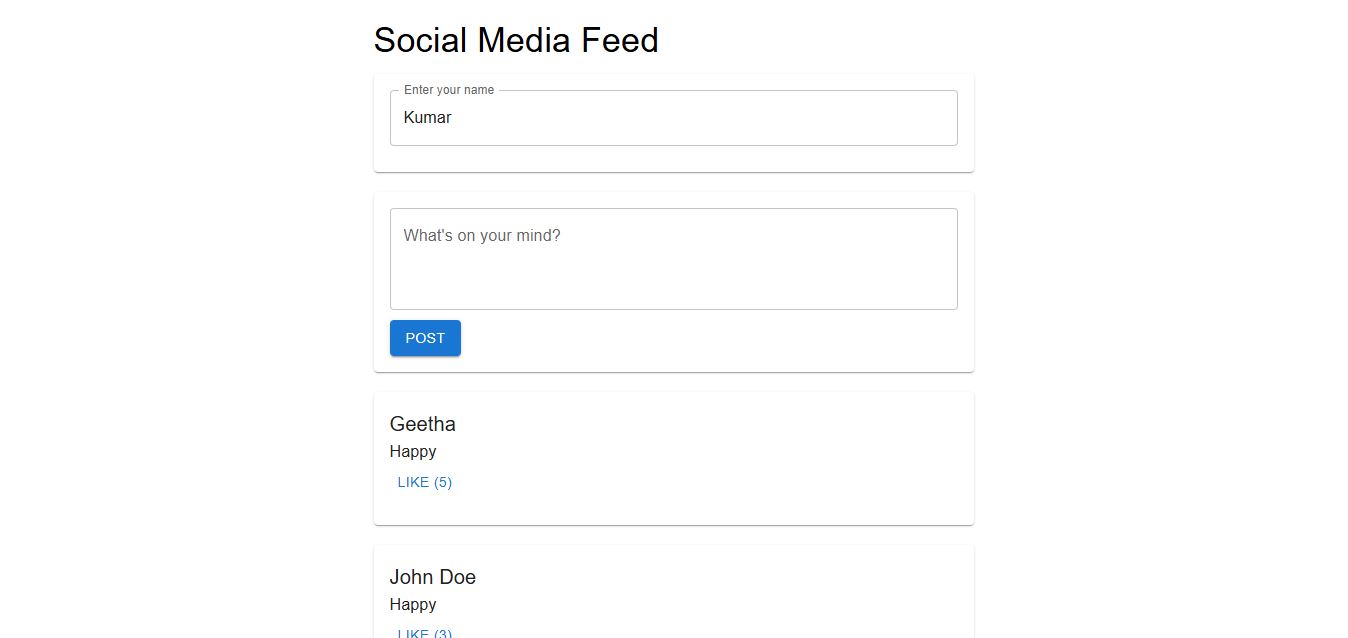 Social Media Feed
Enter your name
Kumar
What's on your mind?
POST
Geetha
Happy
LIKE (5)
John Doe
Happy
LIKE (3)